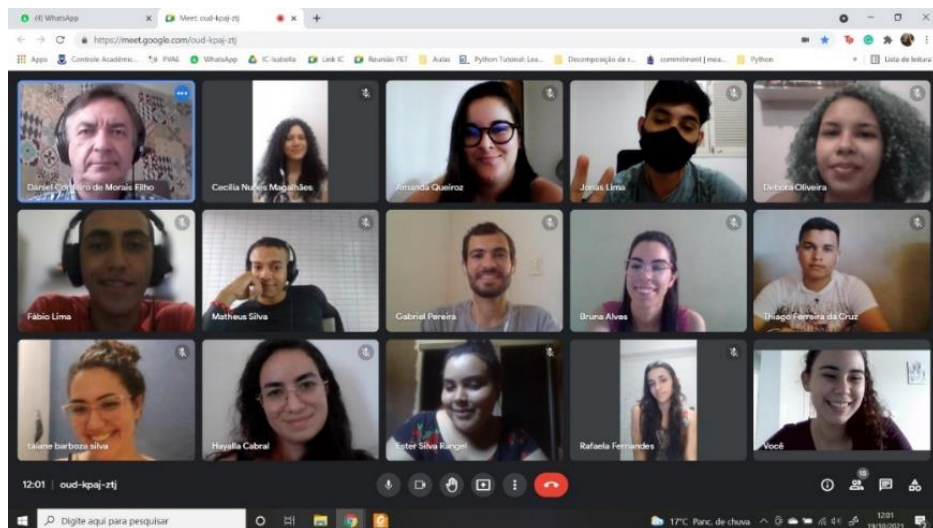 (4) WhatsApp
Meet: oud-kpaj-ztj
https://meet.google.com/oud-kpaj-ztj
Apps
Controle Acadêmic...
PVAE
WhatsApp
IC-Isabella
Link IC
Reunião PET
Aulas
Python Tutorial: Lea...
Decomposição de r...
commitment | mea...
Python
Lista de leitura
Daniel Cordeiro de Morais Filho
Cecília Nunes Magalhães
Amanda Queiroz
Jonas Lima
Debora Oliveira
Fábio Lima
Matheus Silva
Gabriel Pereira
Bruna Alves
Thiago Ferreira da Cruz
taiane barboza silva
Hayalla Cabral
Ester Silva Rangel
Rafaela Fernandes
Você
12:01 | oud-kpaj-ztj
15
Digite aqui para pesquisar
17°C Panc. de chuva
12:01
19/10/2021